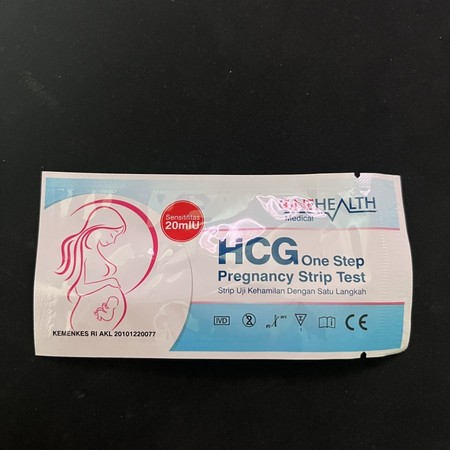 Sensitifitas
20mIU
ONEHEALTH
Medical
HCG One Step
Pregnancy Strip Test
Strip Uji Kehamilan Dengan Satu Langkah
IVD
KEMENKES RI AKL 20101220077
CE